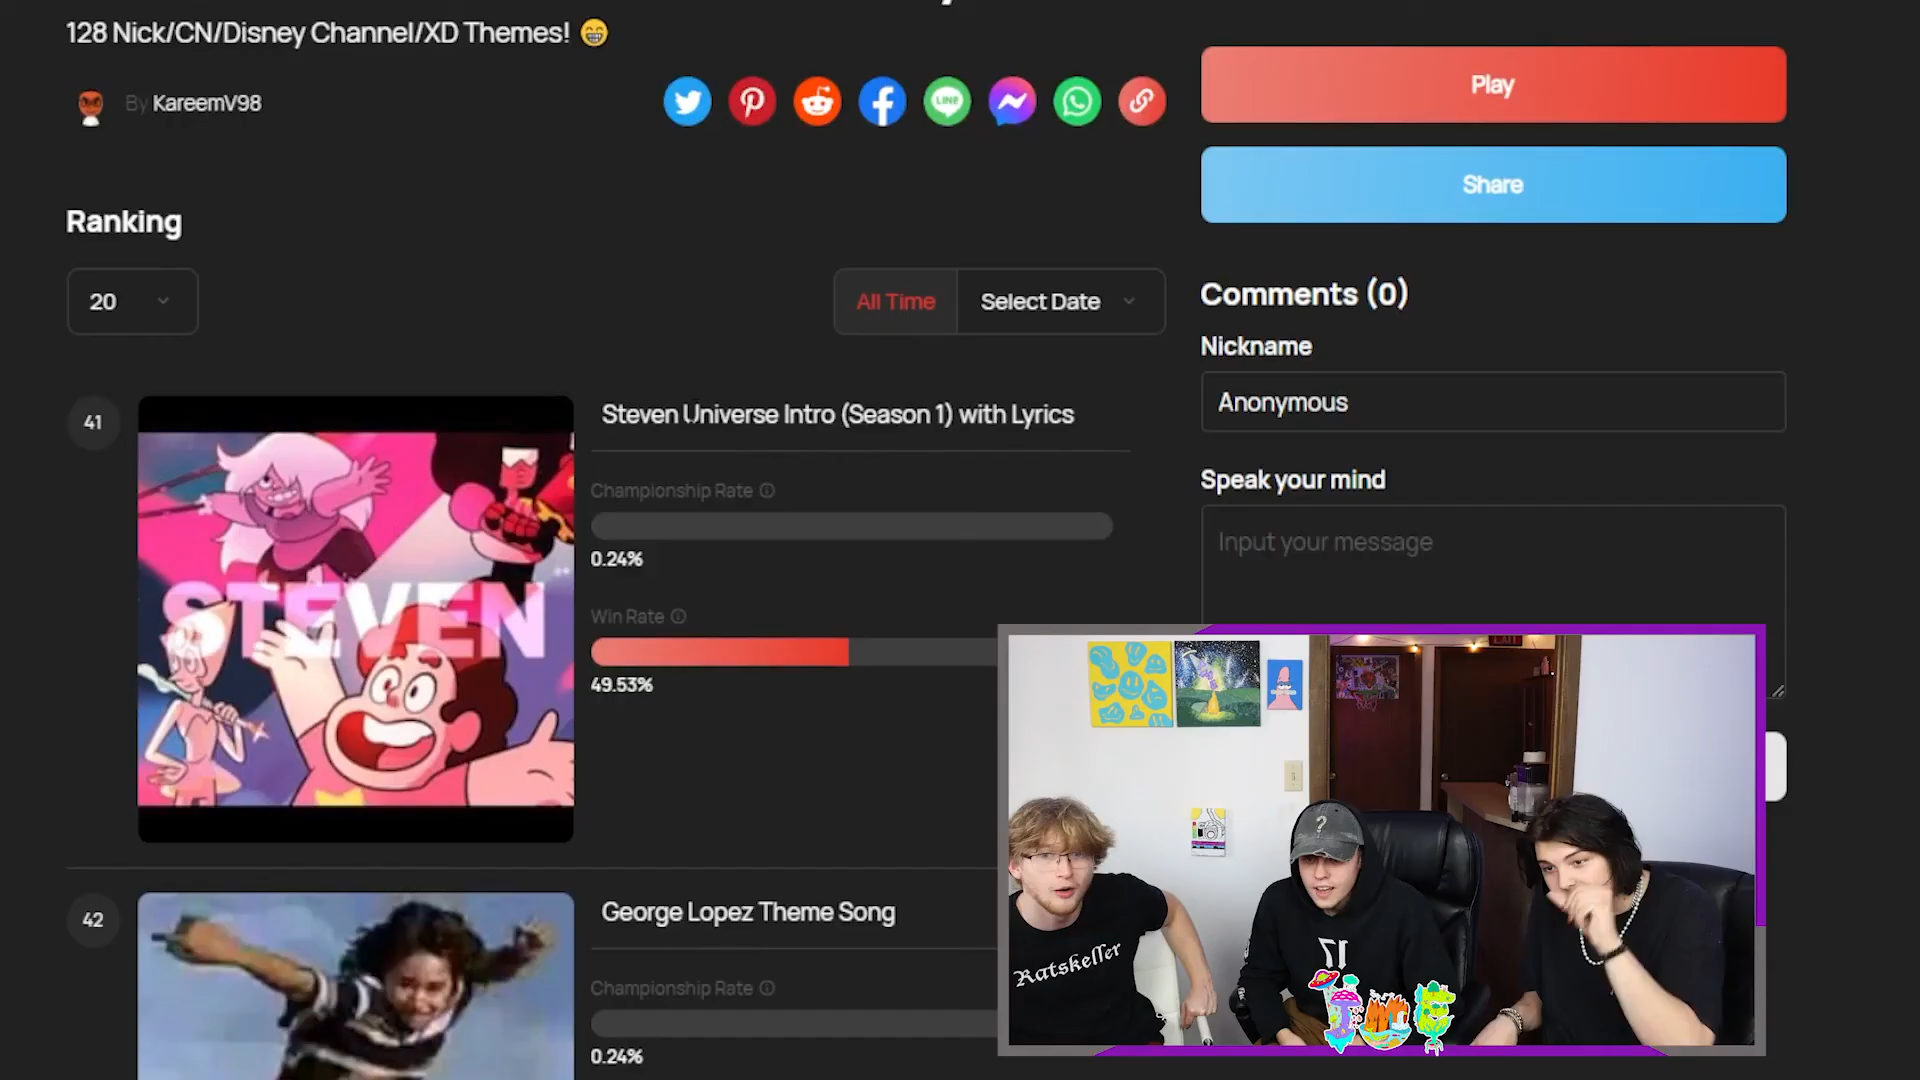 128 Nick/CN/Disney Channel/XD Themes! 😁
By KareemV98
LINE
Play
Share
Ranking
20
All Time
Select Date
Comments (0)
Nickname
Anonymous
Speak your mind
Input your message
41
Steven Universe Intro (Season 1) with Lyrics
Championship Rate
0.24%
Win Rate
49.53%
STEVEN
42
George Lopez Theme Song
Championship Rate
0.24%
EXIT
?
Ratskeller